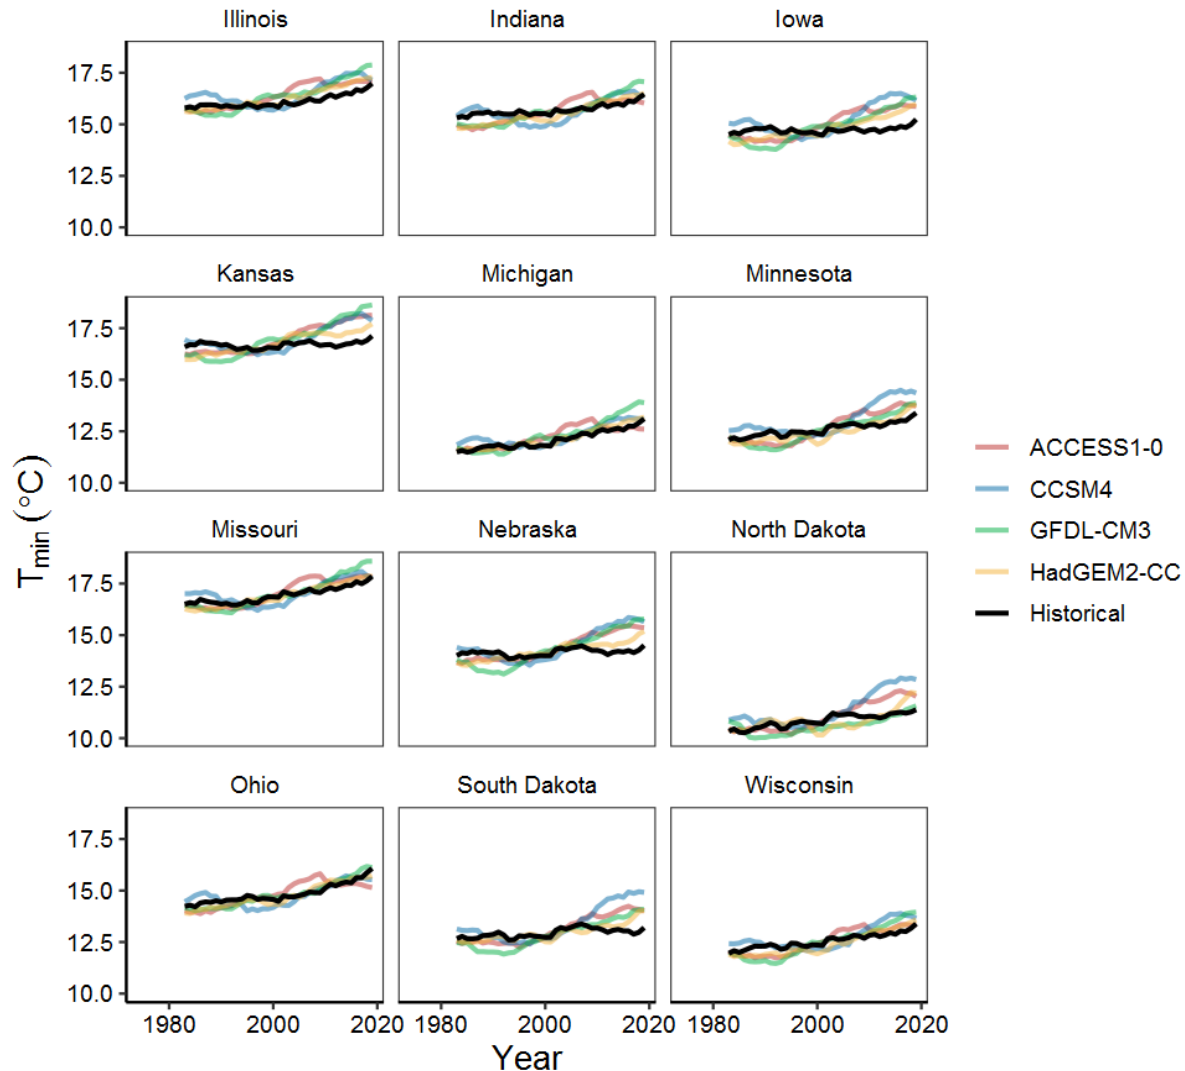 Illinois
Indiana
Iowa
17.5
15.0
12.5
10.0
Kansas
Michigan
Minnesota
17.5
15.0
12.5
10.0
Missouri
Nebraska
North Dakota
17.5
15.0
12.5
10.0
Ohio
South Dakota
Wisconsin
17.5
15.0
12.5
10.0
1980 2000 2020
1980 2000 2020
1980 2000 2020
Year
Tmin (°C)
ACCESS1-0
CCSM4
GFDL-CM3
HadGEM2-CC
Historical